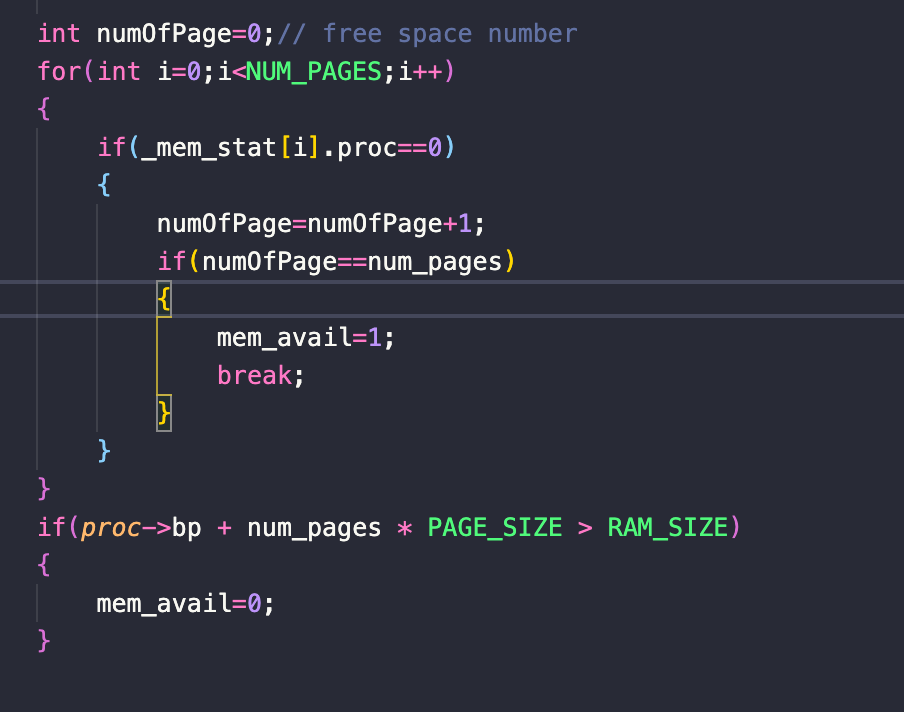 int numOfPage=0;// free space number
for(int i=0;i<NUM_PAGES;i++)
{
if(_mem_stat[i].proc==0)
{
numOfPage=numOfPage+1;
if(numOfPage==num_pages)
{
mem_avail=1;
break;
}
}
}
if(proc->bp + num_pages * PAGE_SIZE > RAM_SIZE)
{
mem_avail=0;
}